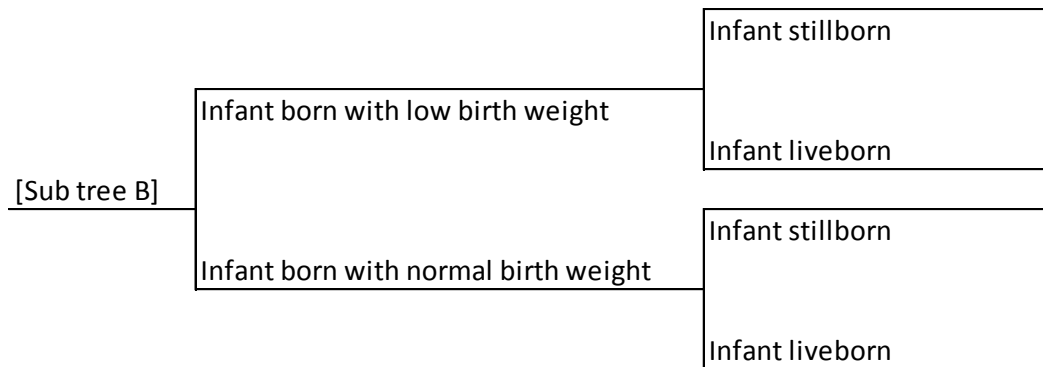 Infant stillborn
Infant born with low birth weight
Infant liveborn
[Sub tree B]
Infant stillborn
Infant born with normal birth weight
Infant liveborn